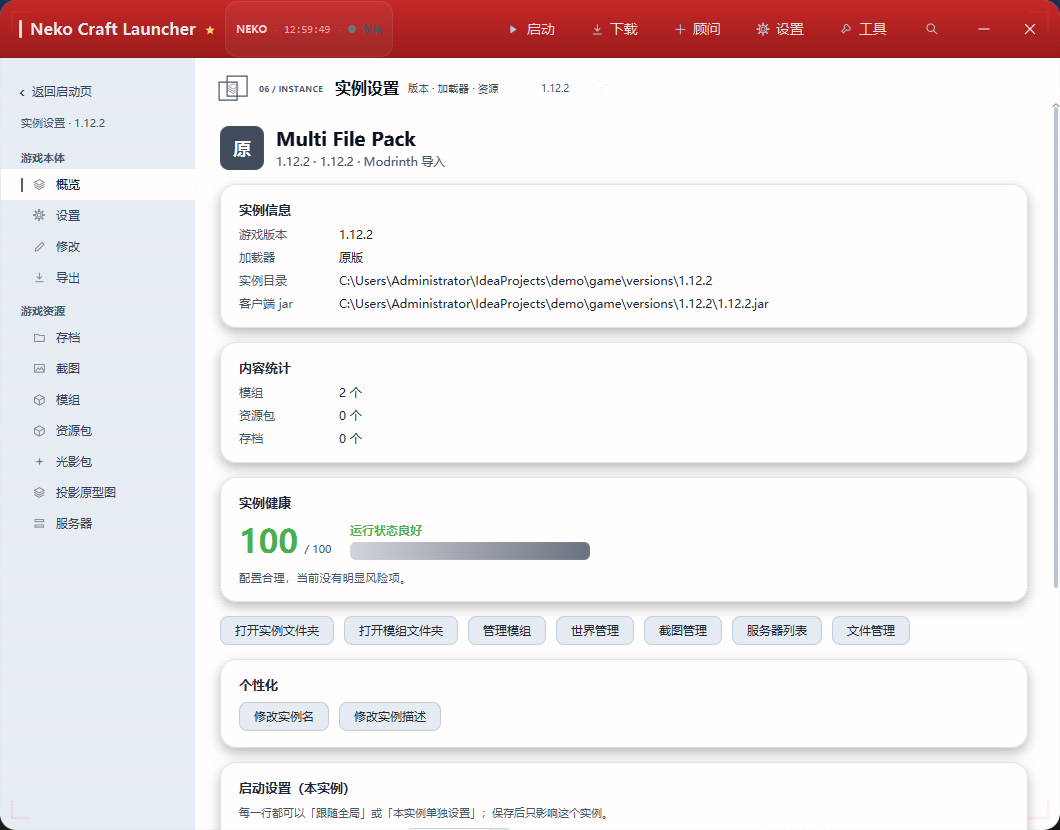 Neko Craft Launcher ★ NEKO · 12:59:49 · 启动 下载 顾问 设置 工具
返回启动页
实例设置 · 1.12.2
游戏本体
概览
设置
修改
导出
游戏资源
存档
截图
模组
资源包
光影包
投影原型图
服务器
06 / INSTANCE 实例设置 版本 · 加载器 · 资源 1.12.2
原
Multi File Pack
1.12.2 · 1.12.2 · Modrinth 导入
实例信息
游戏版本 1.12.2
加载器 原版
实例目录 C:\Users\Administrator\IdeaProjects\demo\game\versions\1.12.2
客户端 jar C:\Users\Administrator\IdeaProjects\demo\game\versions\1.12.2\1.12.2.jar
内容统计
模组 2 个
资源包 0 个
存档 0 个
实例健康
100 / 100 运行状态良好
配置合理，当前没有明显风险项。
打开实例文件夹 打开模组文件夹 管理模组 世界管理 截图管理 服务器列表 文件管理
个性化
修改实例名 修改实例描述
启动设置（本实例）
每一行都可以「跟随全局」或「本实例单独设置」；保存后只影响这个实例。